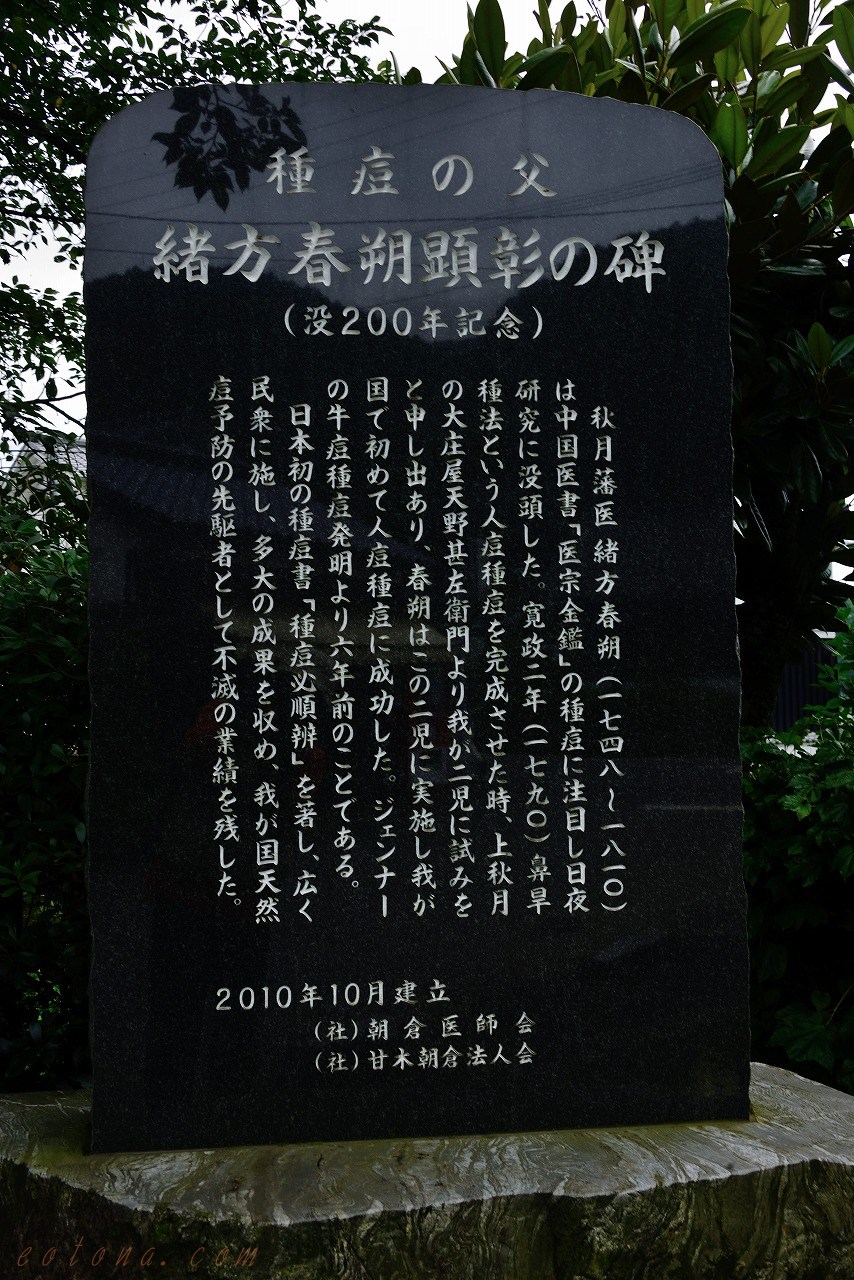 種痘の父
緒方春朔顕彰の碑
(没200年記念)
秋月藩医緒方春朔(一七四八~一八一〇)
は中国医書「医宗金鑑」の種痘に注目し日夜
研究に没頭した。寛政二年(一七九〇)鼻旱
種法という人痘種痘を完成させた時、上秋月
の大庄屋天野甚左衛門より我が二児に試みを
と申し出あり、春朔はこの二児に実施し我が
国で初めて人痘種痘に成功した。ジェンナー
の牛痘種痘発明より六年前のことである。
日本初の種痘書「種痘必順辨」を著し、広く
民衆に施し、多大の成果を収め、我が国天然
痘予防の先駆者として不滅の業績を残した。
2010年10月建立
(社)朝倉医師会
(社)甘木朝倉法人会
eotona.com